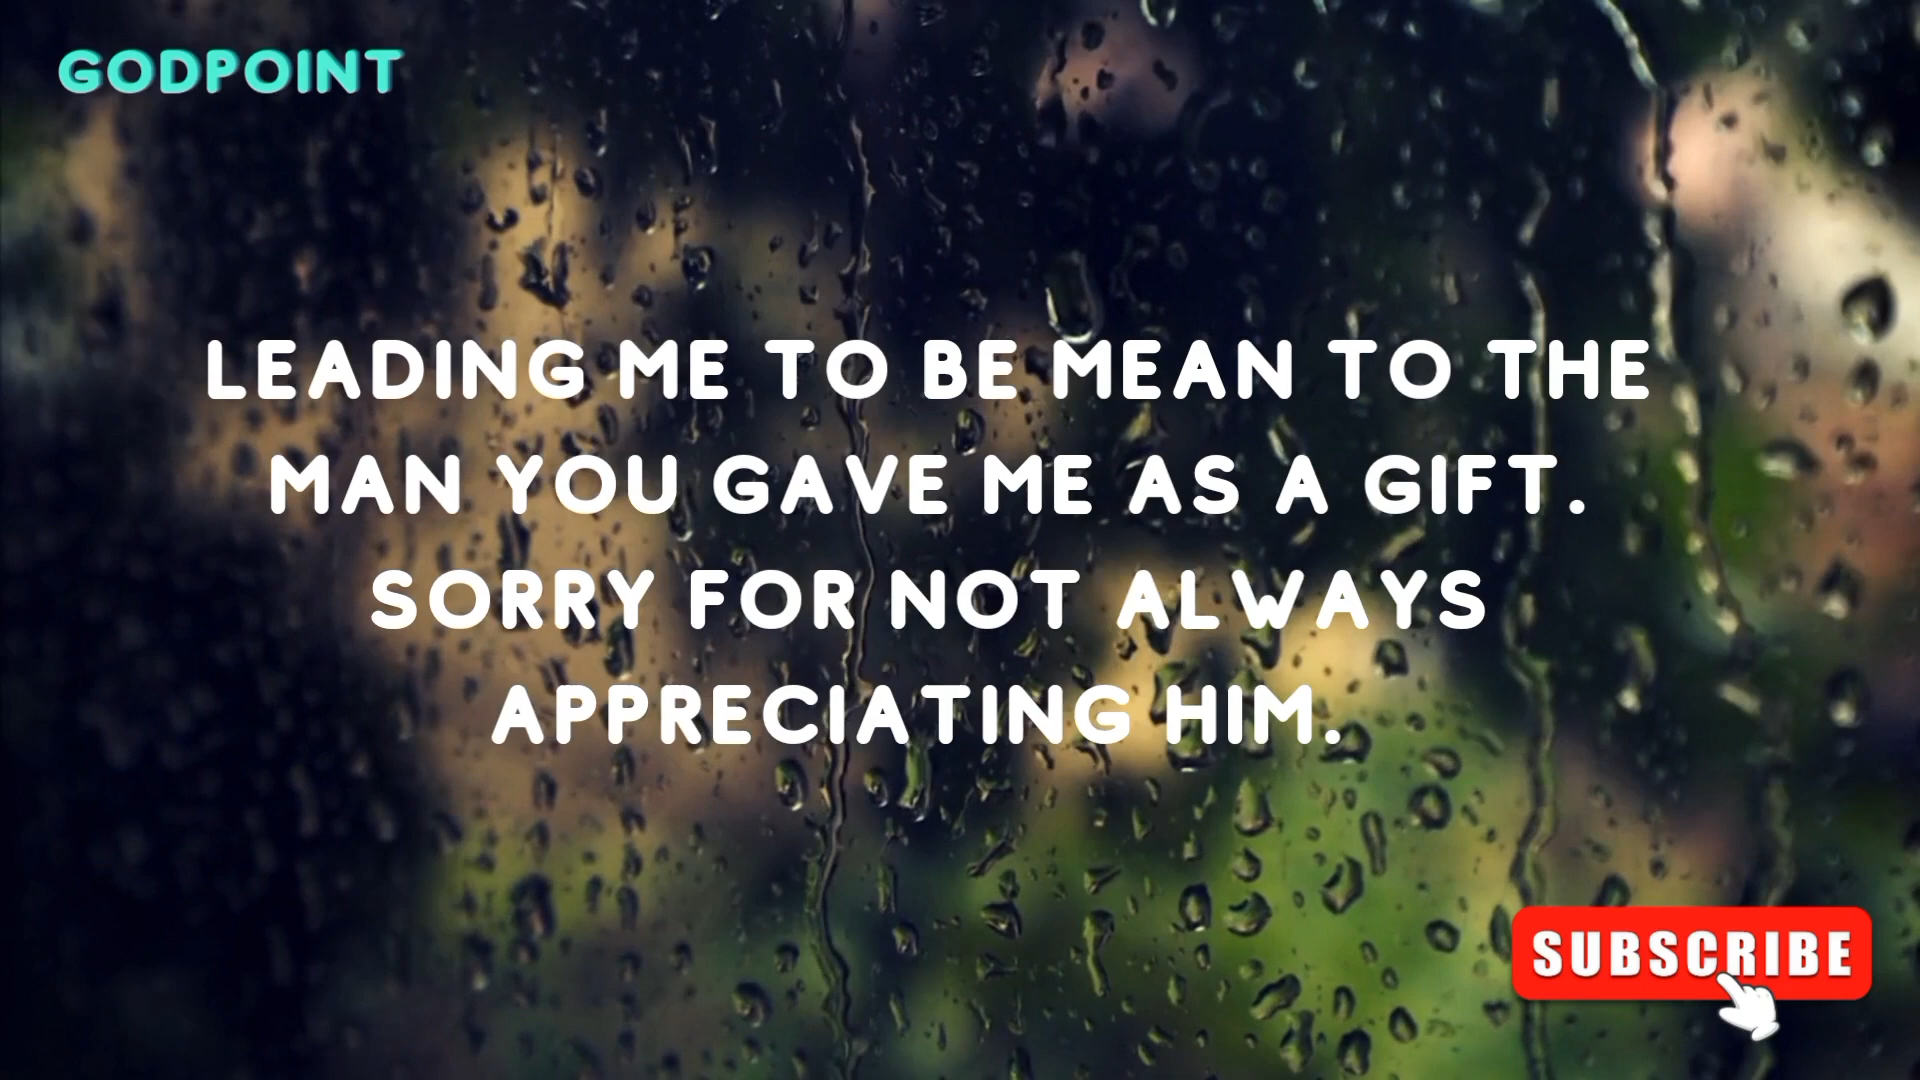 GODPOINT
LEADING ME TO BE MEAN TO THE
MAN YOU GAVE ME AS A GIFT.
SORRY FOR NOT ALWAYS
APPRECIATING HIM.
SUBSCRIBE